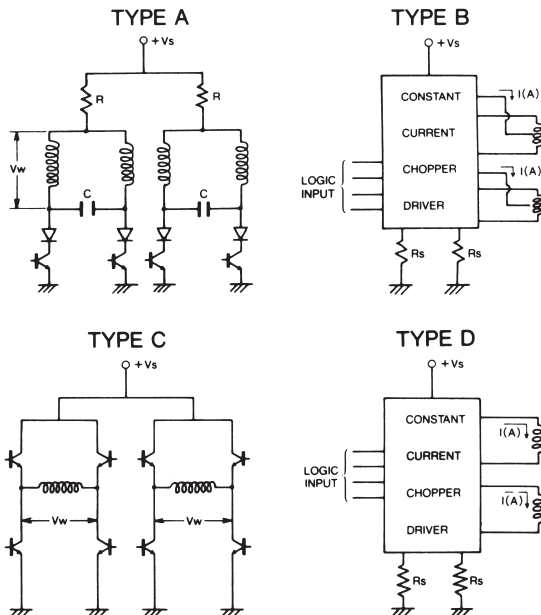 TYPE A
+Vs
R
R
Vw
C
C
TYPE B
+Vs
CONSTANT
CURRENT
CHOPPER
DRIVER
LOGIC
INPUT
I(A)
I(A)
Rs
Rs
TYPE C
+Vs
Vw
Vw
TYPE D
+Vs
CONSTANT
CURRENT
CHOPPER
DRIVER
LOGIC
INPUT
I(A)
I(A)
Rs
Rs